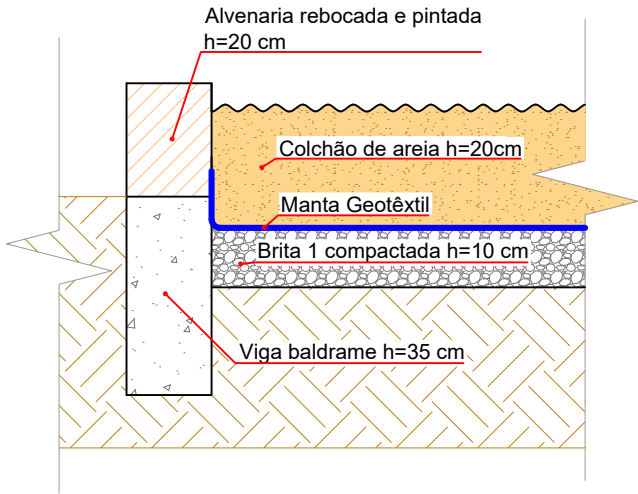 Alvenaria rebocada e pintada
h=20 cm
Colchão de areia h=20cm
Manta Geotêxtil
Brita 1 compactada h=10 cm
Viga baldrame h=35 cm